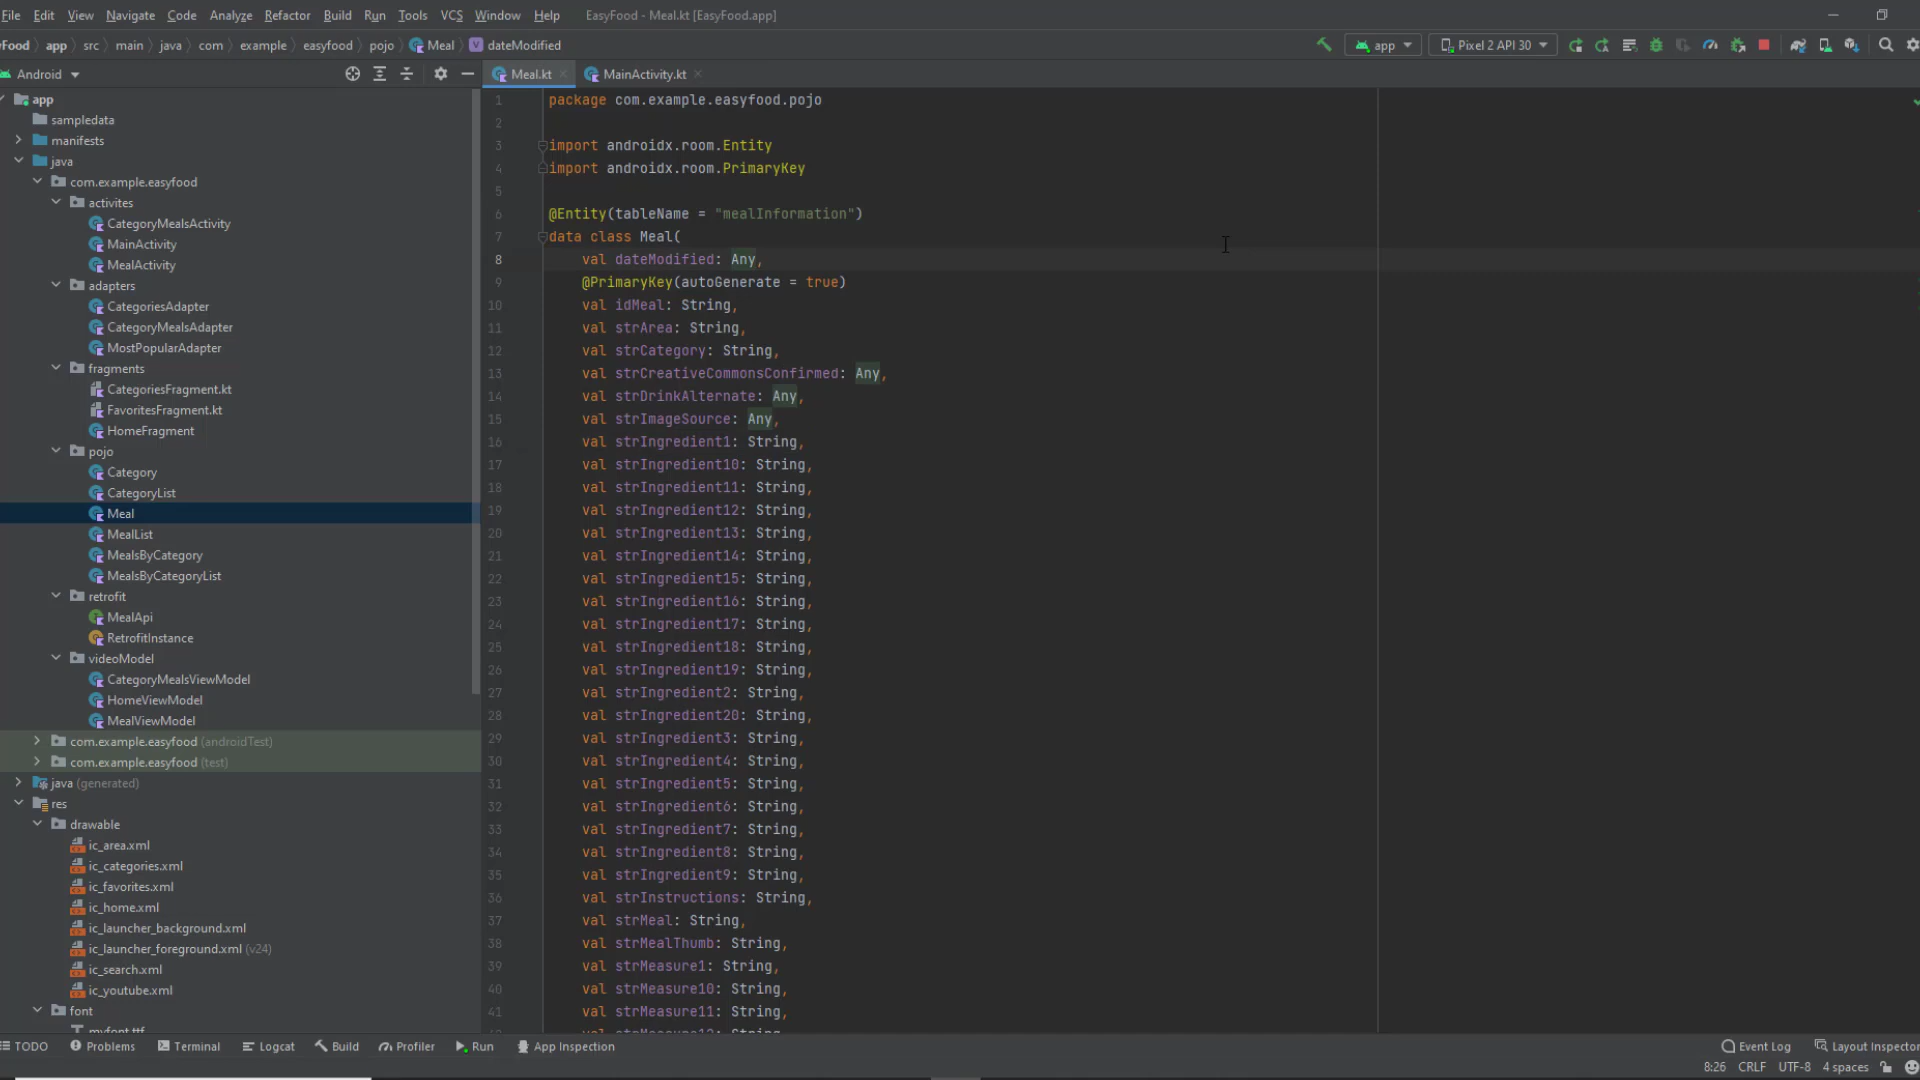 File Edit View Navigate Code Analyze Refactor Build Run Tools VCS Window Help EasyFood - Meal.kt [EasyFood.app]
Food app src main java com example easyfood pojo Meal dateModified app Pixel 2 API 30
Android Meal.kt MainActivity.kt
app
sampledata
manifests
java
com.example.easyfood
activites
CategoryMealsActivity
MainActivity
MealActivity
adapters
CategoriesAdapter
CategoryMealsAdapter
MostPopularAdapter
fragments
CategoriesFragment.kt
FavoritesFragment.kt
HomeFragment
pojo
Category
CategoryList
Meal
MealList
MealsByCategory
MealsByCategoryList
retrofit
MealApi
RetrofitInstance
videoModel
CategoryMealsViewModel
HomeViewModel
MealViewModel
com.example.easyfood (androidTest)
com.example.easyfood (test)
java (generated)
res
drawable
ic_area.xml
ic_categories.xml
ic_favorites.xml
ic_home.xml
ic_launcher_background.xml
ic_launcher_foreground.xml (v24)
ic_search.xml
ic_youtube.xml
font
myfont.ttf
1 package com.example.easyfood.pojo
2
3 import androidx.room.Entity
4 import androidx.room.PrimaryKey
5
6 @Entity(tableName = "mealInformation")
7 data class Meal(
8 val dateModified: Any,
9 @PrimaryKey(autoGenerate = true)
10 val idMeal: String,
11 val strArea: String,
12 val strCategory: String,
13 val strCreativeCommonsConfirmed: Any,
14 val strDrinkAlternate: Any,
15 val strImageSource: Any,
16 val strIngredient1: String,
17 val strIngredient10: String,
18 val strIngredient11: String,
19 val strIngredient12: String,
20 val strIngredient13: String,
21 val strIngredient14: String,
22 val strIngredient15: String,
23 val strIngredient16: String,
24 val strIngredient17: String,
25 val strIngredient18: String,
26 val strIngredient19: String,
27 val strIngredient2: String,
28 val strIngredient20: String,
29 val strIngredient3: String,
30 val strIngredient4: String,
31 val strIngredient5: String,
32 val strIngredient6: String,
33 val strIngredient7: String,
34 val strIngredient8: String,
35 val strIngredient9: String,
36 val strInstructions: String,
37 val strMeal: String,
38 val strMealThumb: String,
39 val strMeasure1: String,
40 val strMeasure10: String,
41 val strMeasure11: String,
TODO Problems Terminal Logcat Build Profiler Run App Inspection Event Log Layout Inspector
8:26 CRLF UTF-8 4 spaces